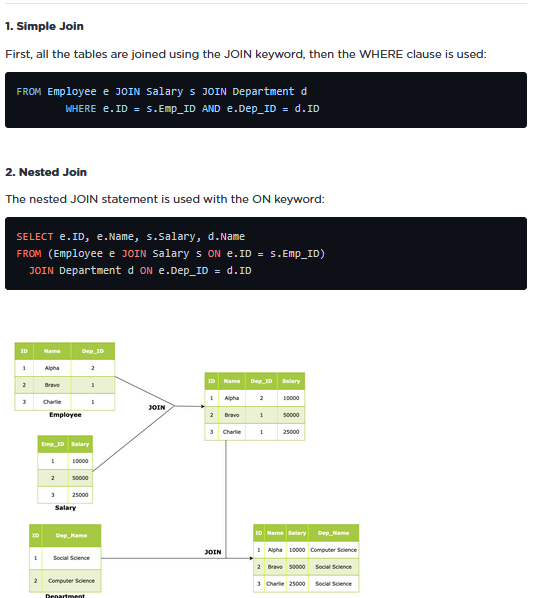 1. Simple Join
First, all the tables are joined using the JOIN keyword, then the WHERE clause is used:
FROM Employee e JOIN Salary s JOIN Department d
WHERE e.ID = s.Emp_ID AND e.Dep_ID = d.ID
2. Nested Join
The nested JOIN statement is used with the ON keyword:
SELECT e.ID, e.Name, s.Salary, d.Name
FROM (Employee e JOIN Salary s ON e.ID = s.Emp_ID)
JOIN Department d ON e.Dep_ID = d.ID
ID Name Dep_ID
1 Alpha 2
2 Bravo 1
3 Charlie 1
Employee
JOIN
ID Name Dep_ID Salary
1 Alpha 2 10000
2 Bravo 1 50000
3 Charlie 1 25000
Emp_ID Salary
1 10000
2 50000
3 25000
Salary
ID Dep_Name
1 Social Science
2 Computer Science
Department
JOIN
ID Name Salary Dep_Name
1 Alpha 10000 Computer Science
2 Bravo 50000 Social Science
3 Charlie 25000 Social Science